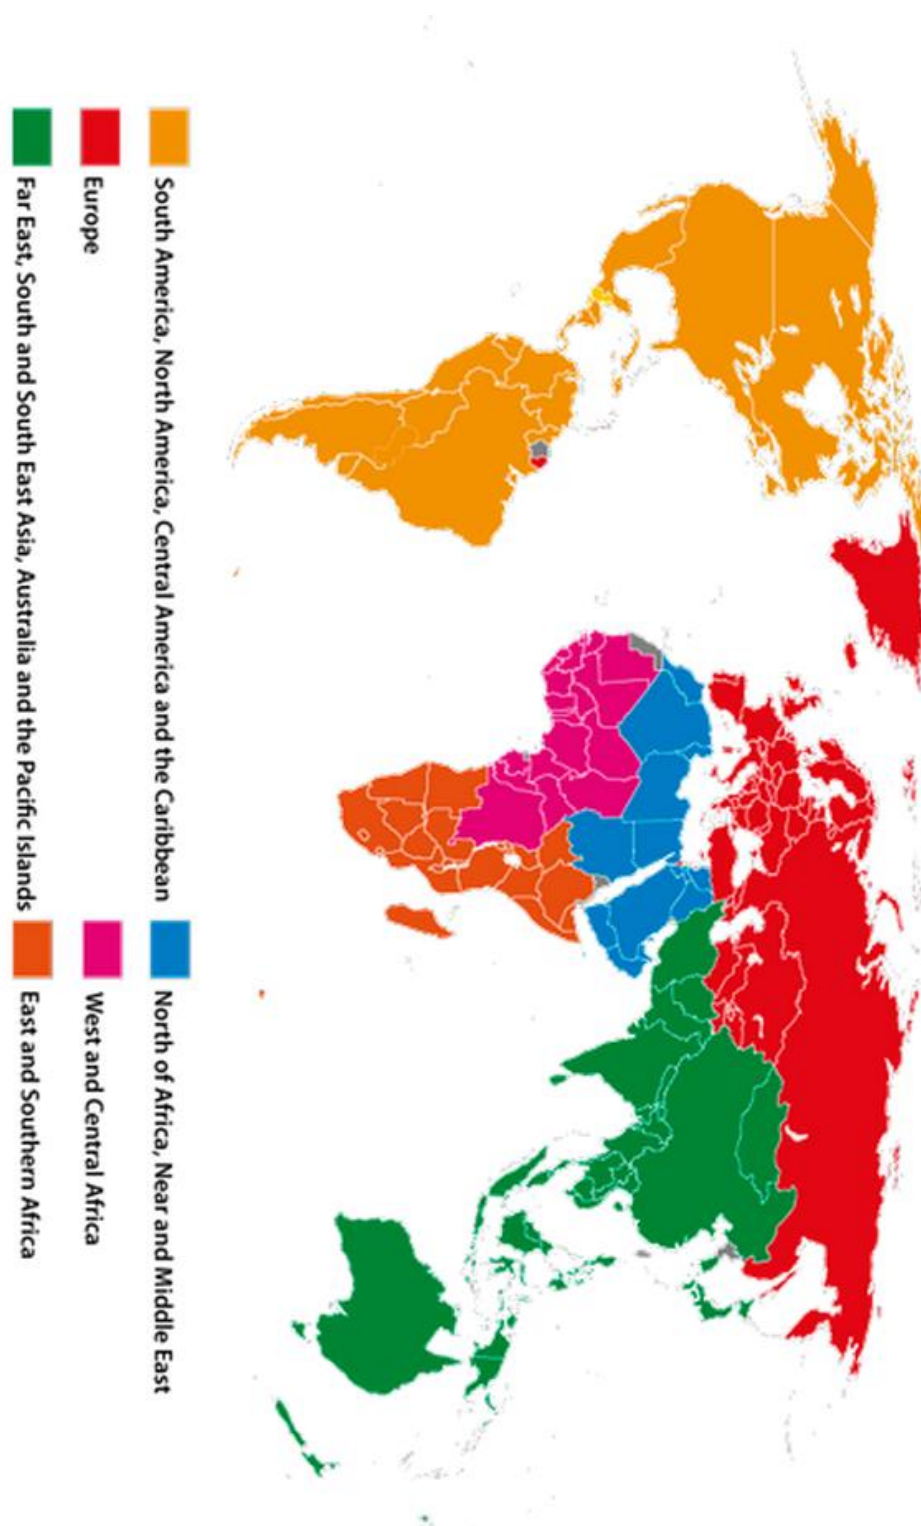 South America, North America, Central America and the Caribbean
Europe
Far East, South and South East Asia, Australia and the Pacific Islands
North of Africa, Near and Middle East
West and Central Africa
East and Southern Africa